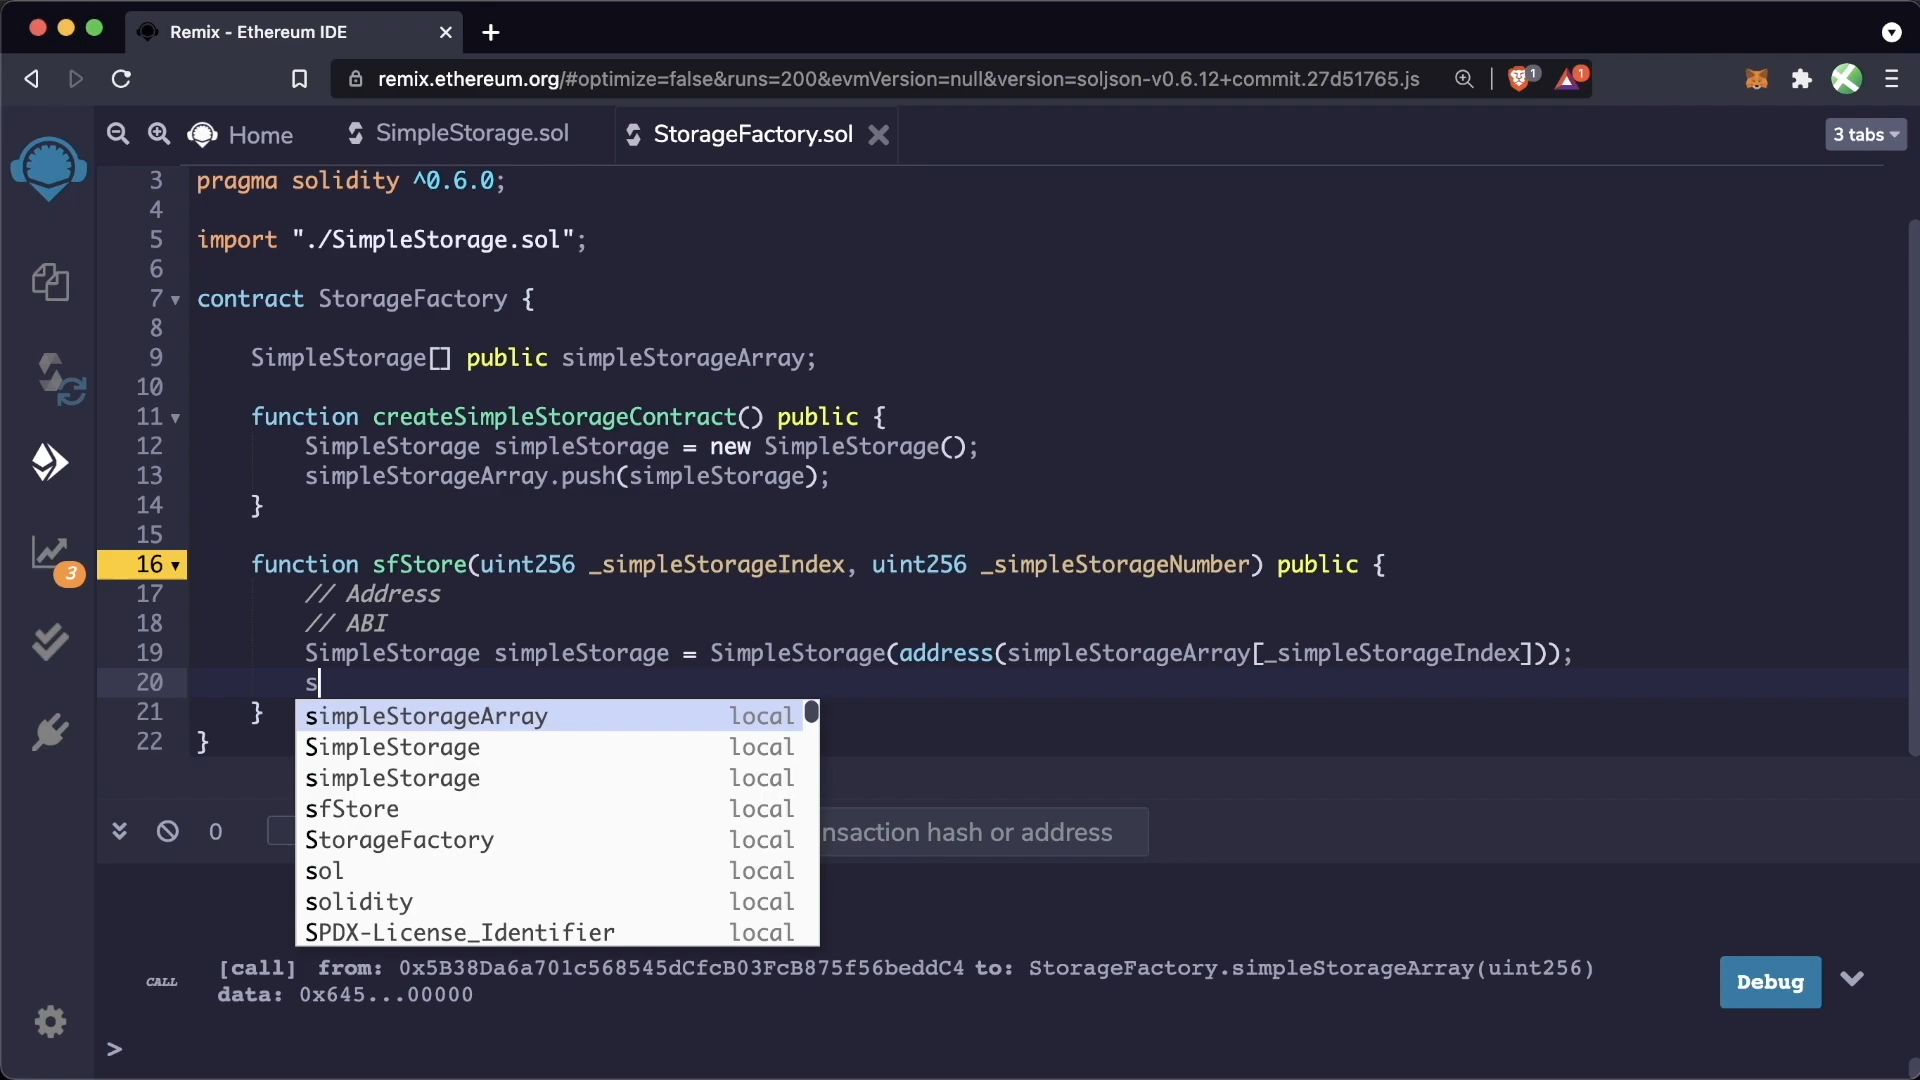 Remix - Ethereum IDE
remix.ethereum.org/#optimize=false&runs=200&evmVersion=null&version=soljson-v0.6.12+commit.27d51765.js
1
1
Home
SimpleStorage.sol
StorageFactory.sol
3 tabs
3 pragma solidity ^0.6.0;
4
5 import "./SimpleStorage.sol";
6
7 contract StorageFactory {
8
9 SimpleStorage[] public simpleStorageArray;
10
11 function createSimpleStorageContract() public {
12 SimpleStorage simpleStorage = new SimpleStorage();
13 simpleStorageArray.push(simpleStorage);
14 }
15
16 function sfStore(uint256 _simpleStorageIndex, uint256 _simpleStorageNumber) public {
17 // Address
18 // ABI
19 SimpleStorage simpleStorage = SimpleStorage(address(simpleStorageArray[_simpleStorageIndex]));
20 s
21 }
22 }
3
simpleStorageArray local
SimpleStorage local
simpleStorage local
sfStore local
StorageFactory local
sol local
solidity local
SPDX-License_Identifier local
0
nsaction hash or address
CALL
[call] from: 0x5B38Da6a701c568545dCfcB03FcB875f56beddC4 to: StorageFactory.simpleStorageArray(uint256)
data: 0x645...00000
Debug
>